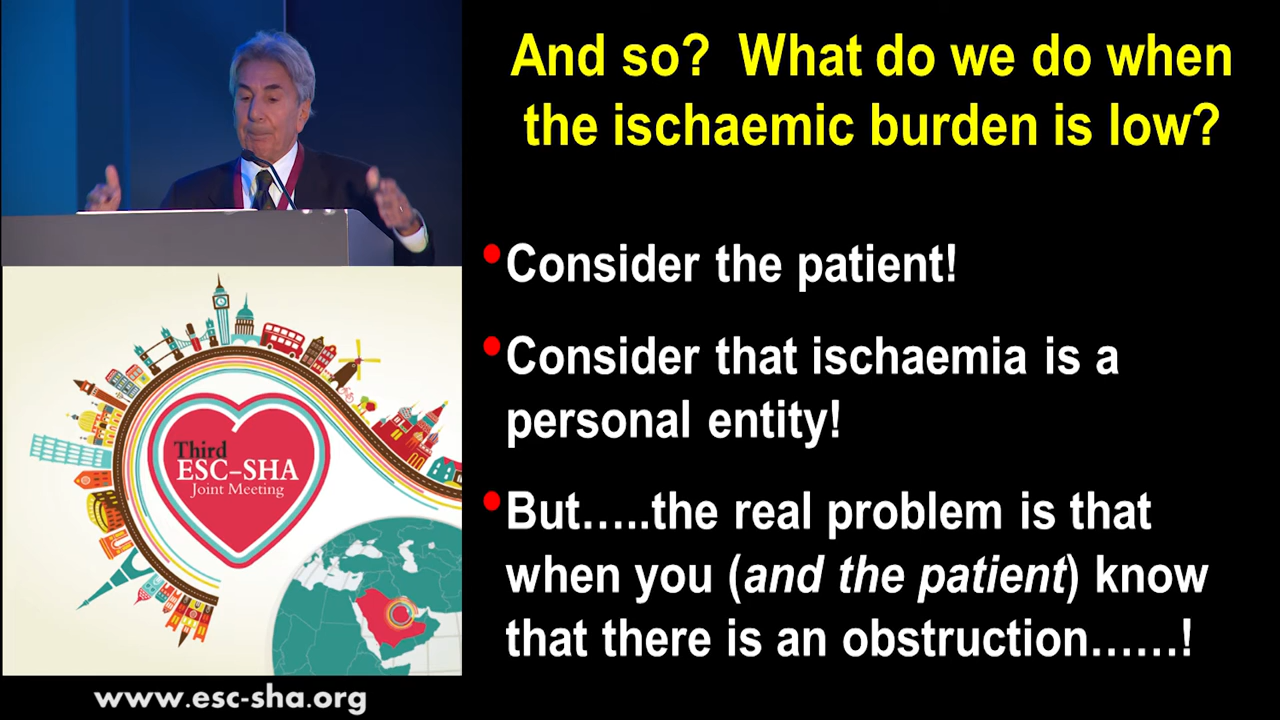 And so?  What do we do when
the ischaemic burden is low?
•Consider the patient!
•Consider that ischaemia is a
personal entity!
•But…..the real problem is that
when you (and the patient) know
that there is an obstruction……!
Third
ESC-SHA
Joint Meeting
www.esc-sha.org